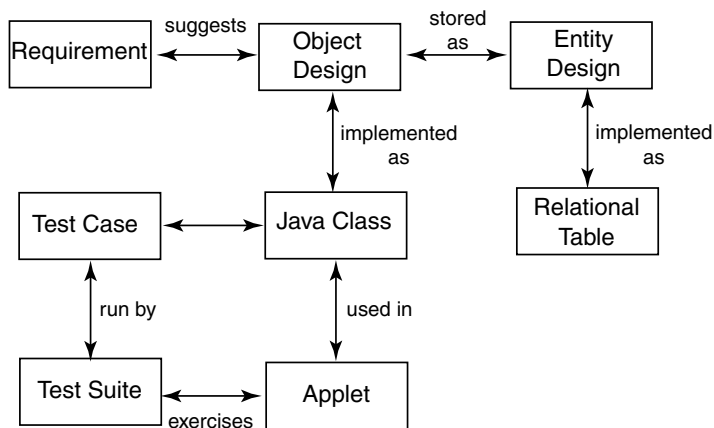 suggests
stored
as
Requirement
Object
Design
Entity
Design
implemented
as
implemented
as
Test Case
Java Class
Relational
Table
run by
used in
Test Suite
exercises
Applet